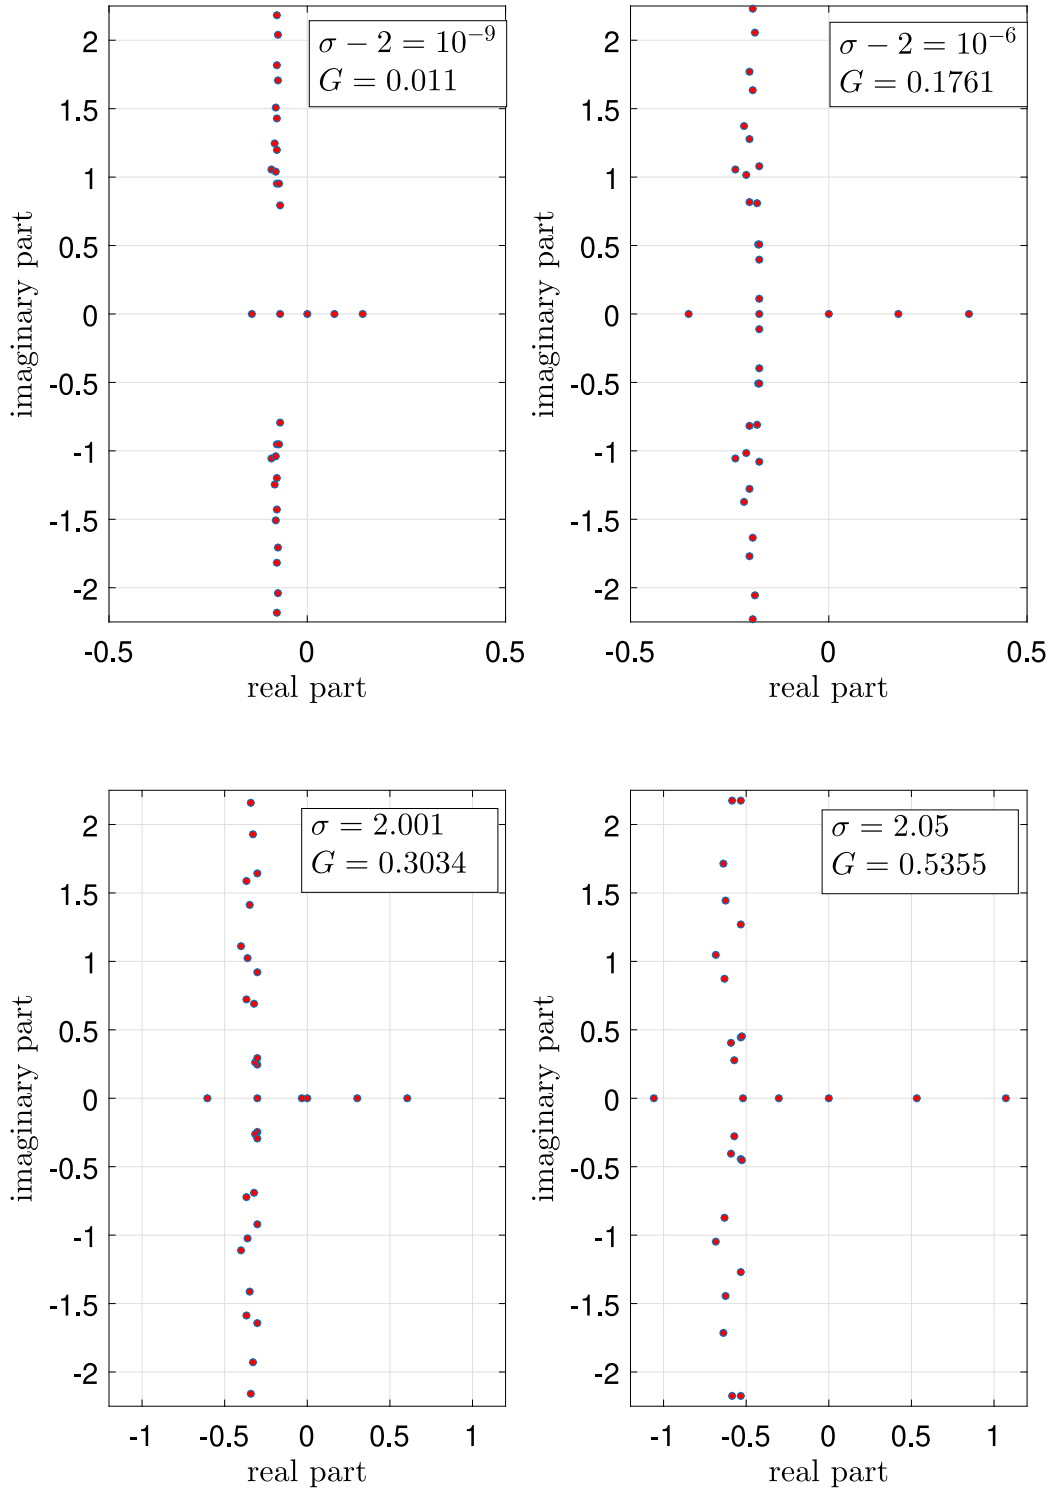 σ − 2 = 10⁻⁹
G = 0.011
2
1.5
1
0.5
0
-0.5
-1
-1.5
-2
imaginary part
-0.5 0 0.5
real part
σ − 2 = 10⁻⁶
G = 0.1761
2
1.5
1
0.5
0
-0.5
-1
-1.5
-2
imaginary part
-0.5 0 0.5
real part
σ = 2.001
G = 0.3034
2
1.5
1
0.5
0
-0.5
-1
-1.5
-2
imaginary part
-1 -0.5 0 0.5 1
real part
σ = 2.05
G = 0.5355
2
1.5
1
0.5
0
-0.5
-1
-1.5
-2
imaginary part
-1 -0.5 0 0.5 1
real part